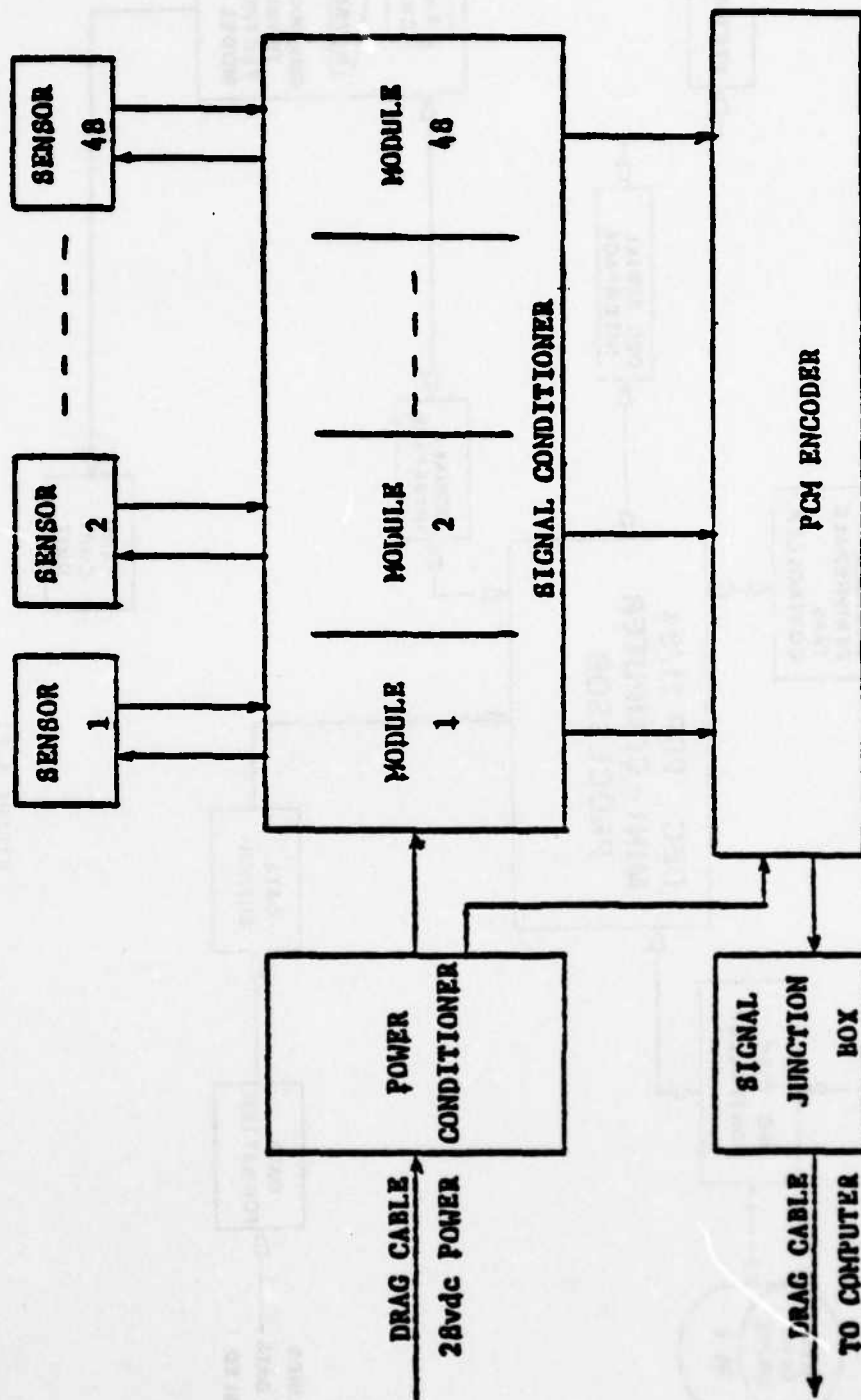 SENSOR
1
SENSOR
2
SENSOR
48
MODULE
1
MODULE
2
MODULE
48
SIGNAL CONDITIONER
DRAG CABLE
28vdc POWER
POWER
CONDITIONER
PCM ENCODER
SIGNAL
JUNCTION
BOX
DRAG CABLE
TO COMPUTER